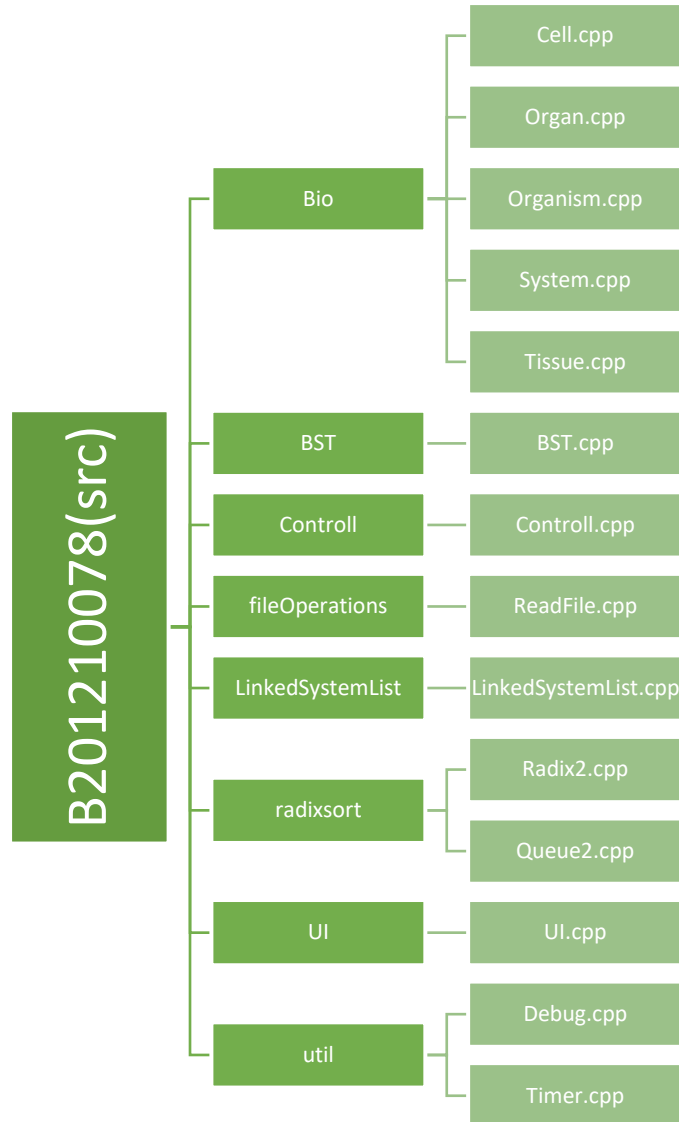 B201210078(src)
Bio
Cell.cpp
Organ.cpp
Organism.cpp
System.cpp
Tissue.cpp
BST
BST.cpp
Controll
Controll.cpp
fileOperations
ReadFile.cpp
LinkedSystemList
LinkedSystemList.cpp
radixsort
Radix2.cpp
Queue2.cpp
UI
UI.cpp
util
Debug.cpp
Timer.cpp